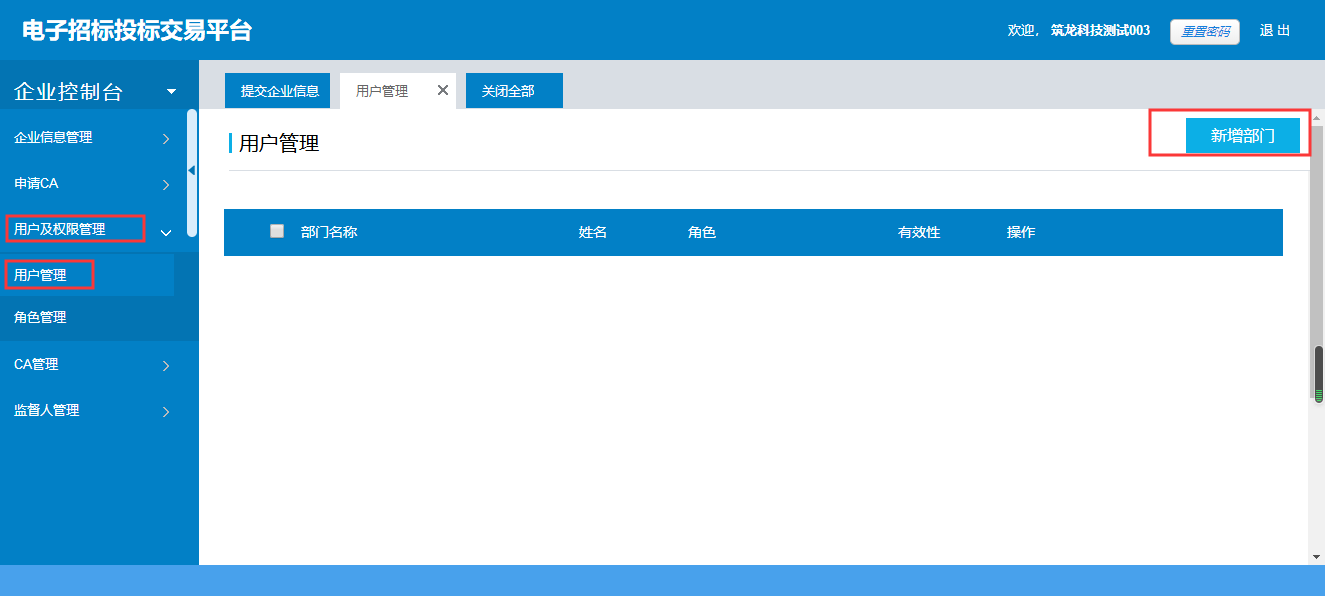 电子招标投标交易平台
欢迎, 筑龙科技测试003 重置密码 退 出
企业控制台
提交企业信息 用户管理 关闭全部
企业信息管理
申请CA
用户及权限管理
用户管理
角色管理
CA管理
监督人管理
用户管理
新增部门
部门名称 姓名 角色 有效性 操作